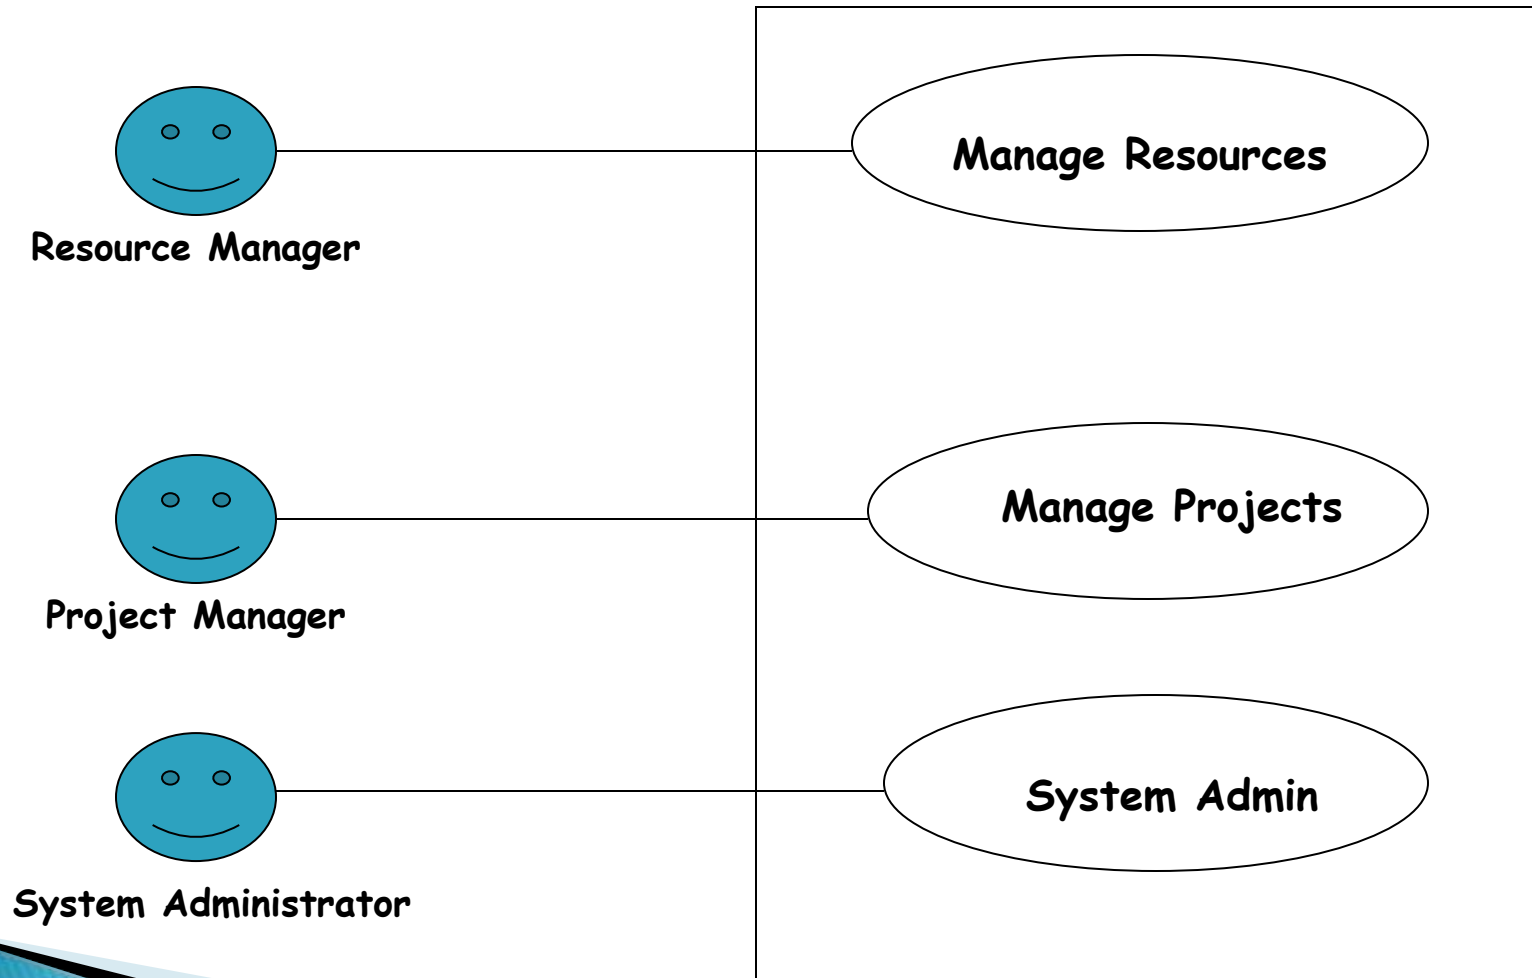 Manage Resources
Resource Manager
Manage Projects
Project Manager
System Admin
System Administrator